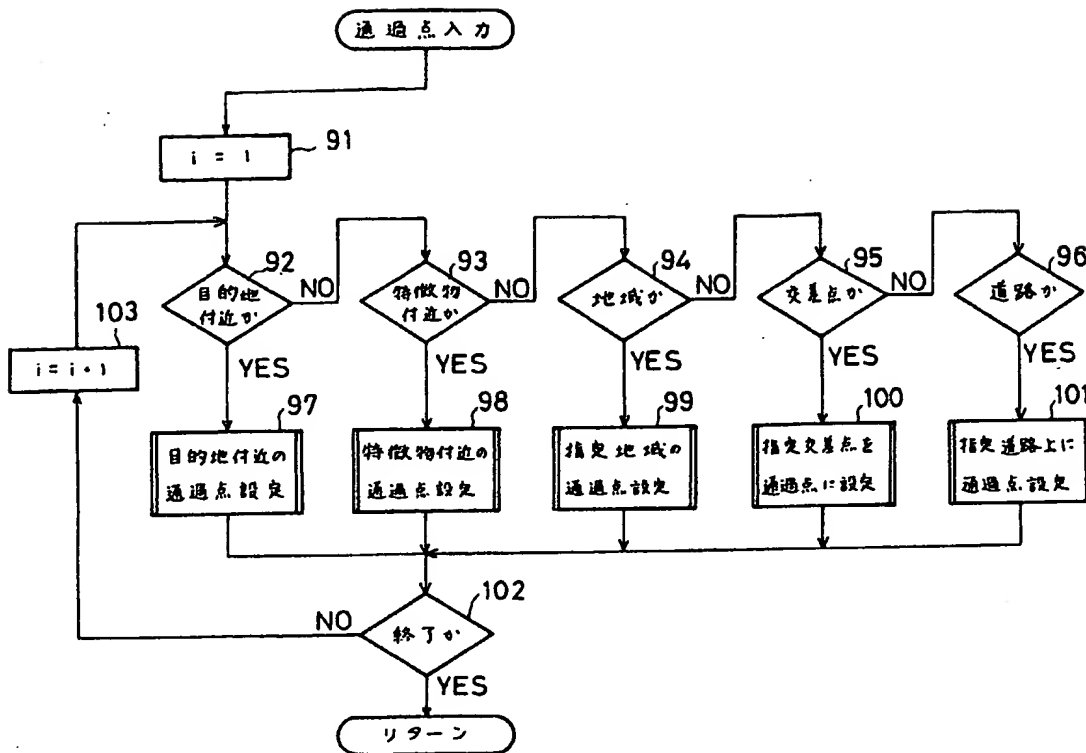 通過点入力
91
i = 1
92
NO
93
NO
94
NO
95
NO
96
目的地
付近か
特徴物
付近か
地域か
交差点か
道路か
103
i = i + 1
YES
YES
YES
YES
YES
97
98
99
100
101
目的地付近の
通過点設定
特徴物付近の
通過点設定
指定地域の
通過点設定
指定交差点を
通過点に設定
指定道路上に
通過点設定
102
NO
終了か
YES
リターン